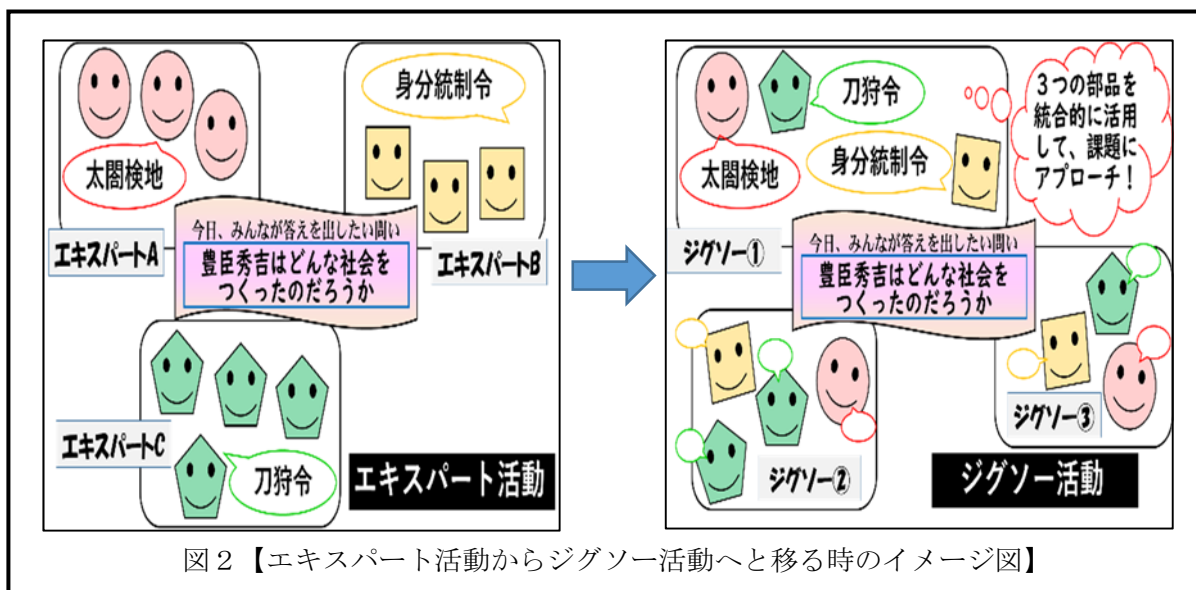 太閤検地
身分統制令
エキスパートA
今日、みんなが答えを出したい問い
豊臣秀吉はどんな社会を
つくったのだろうか
エキスパートB
エキスパートC
刀狩令
エキスパート活動
太閤検地
刀狩令
身分統制令
3つの部品を
統合的に活用
して、課題に
アプローチ!
ジグソー①
今日、みんなが答えを出したい問い
豊臣秀吉はどんな社会を
つくったのだろうか
ジグソー②
ジグソー③
ジグソー活動
図2【エキスパート活動からジグソー活動へと移る時のイメージ図】